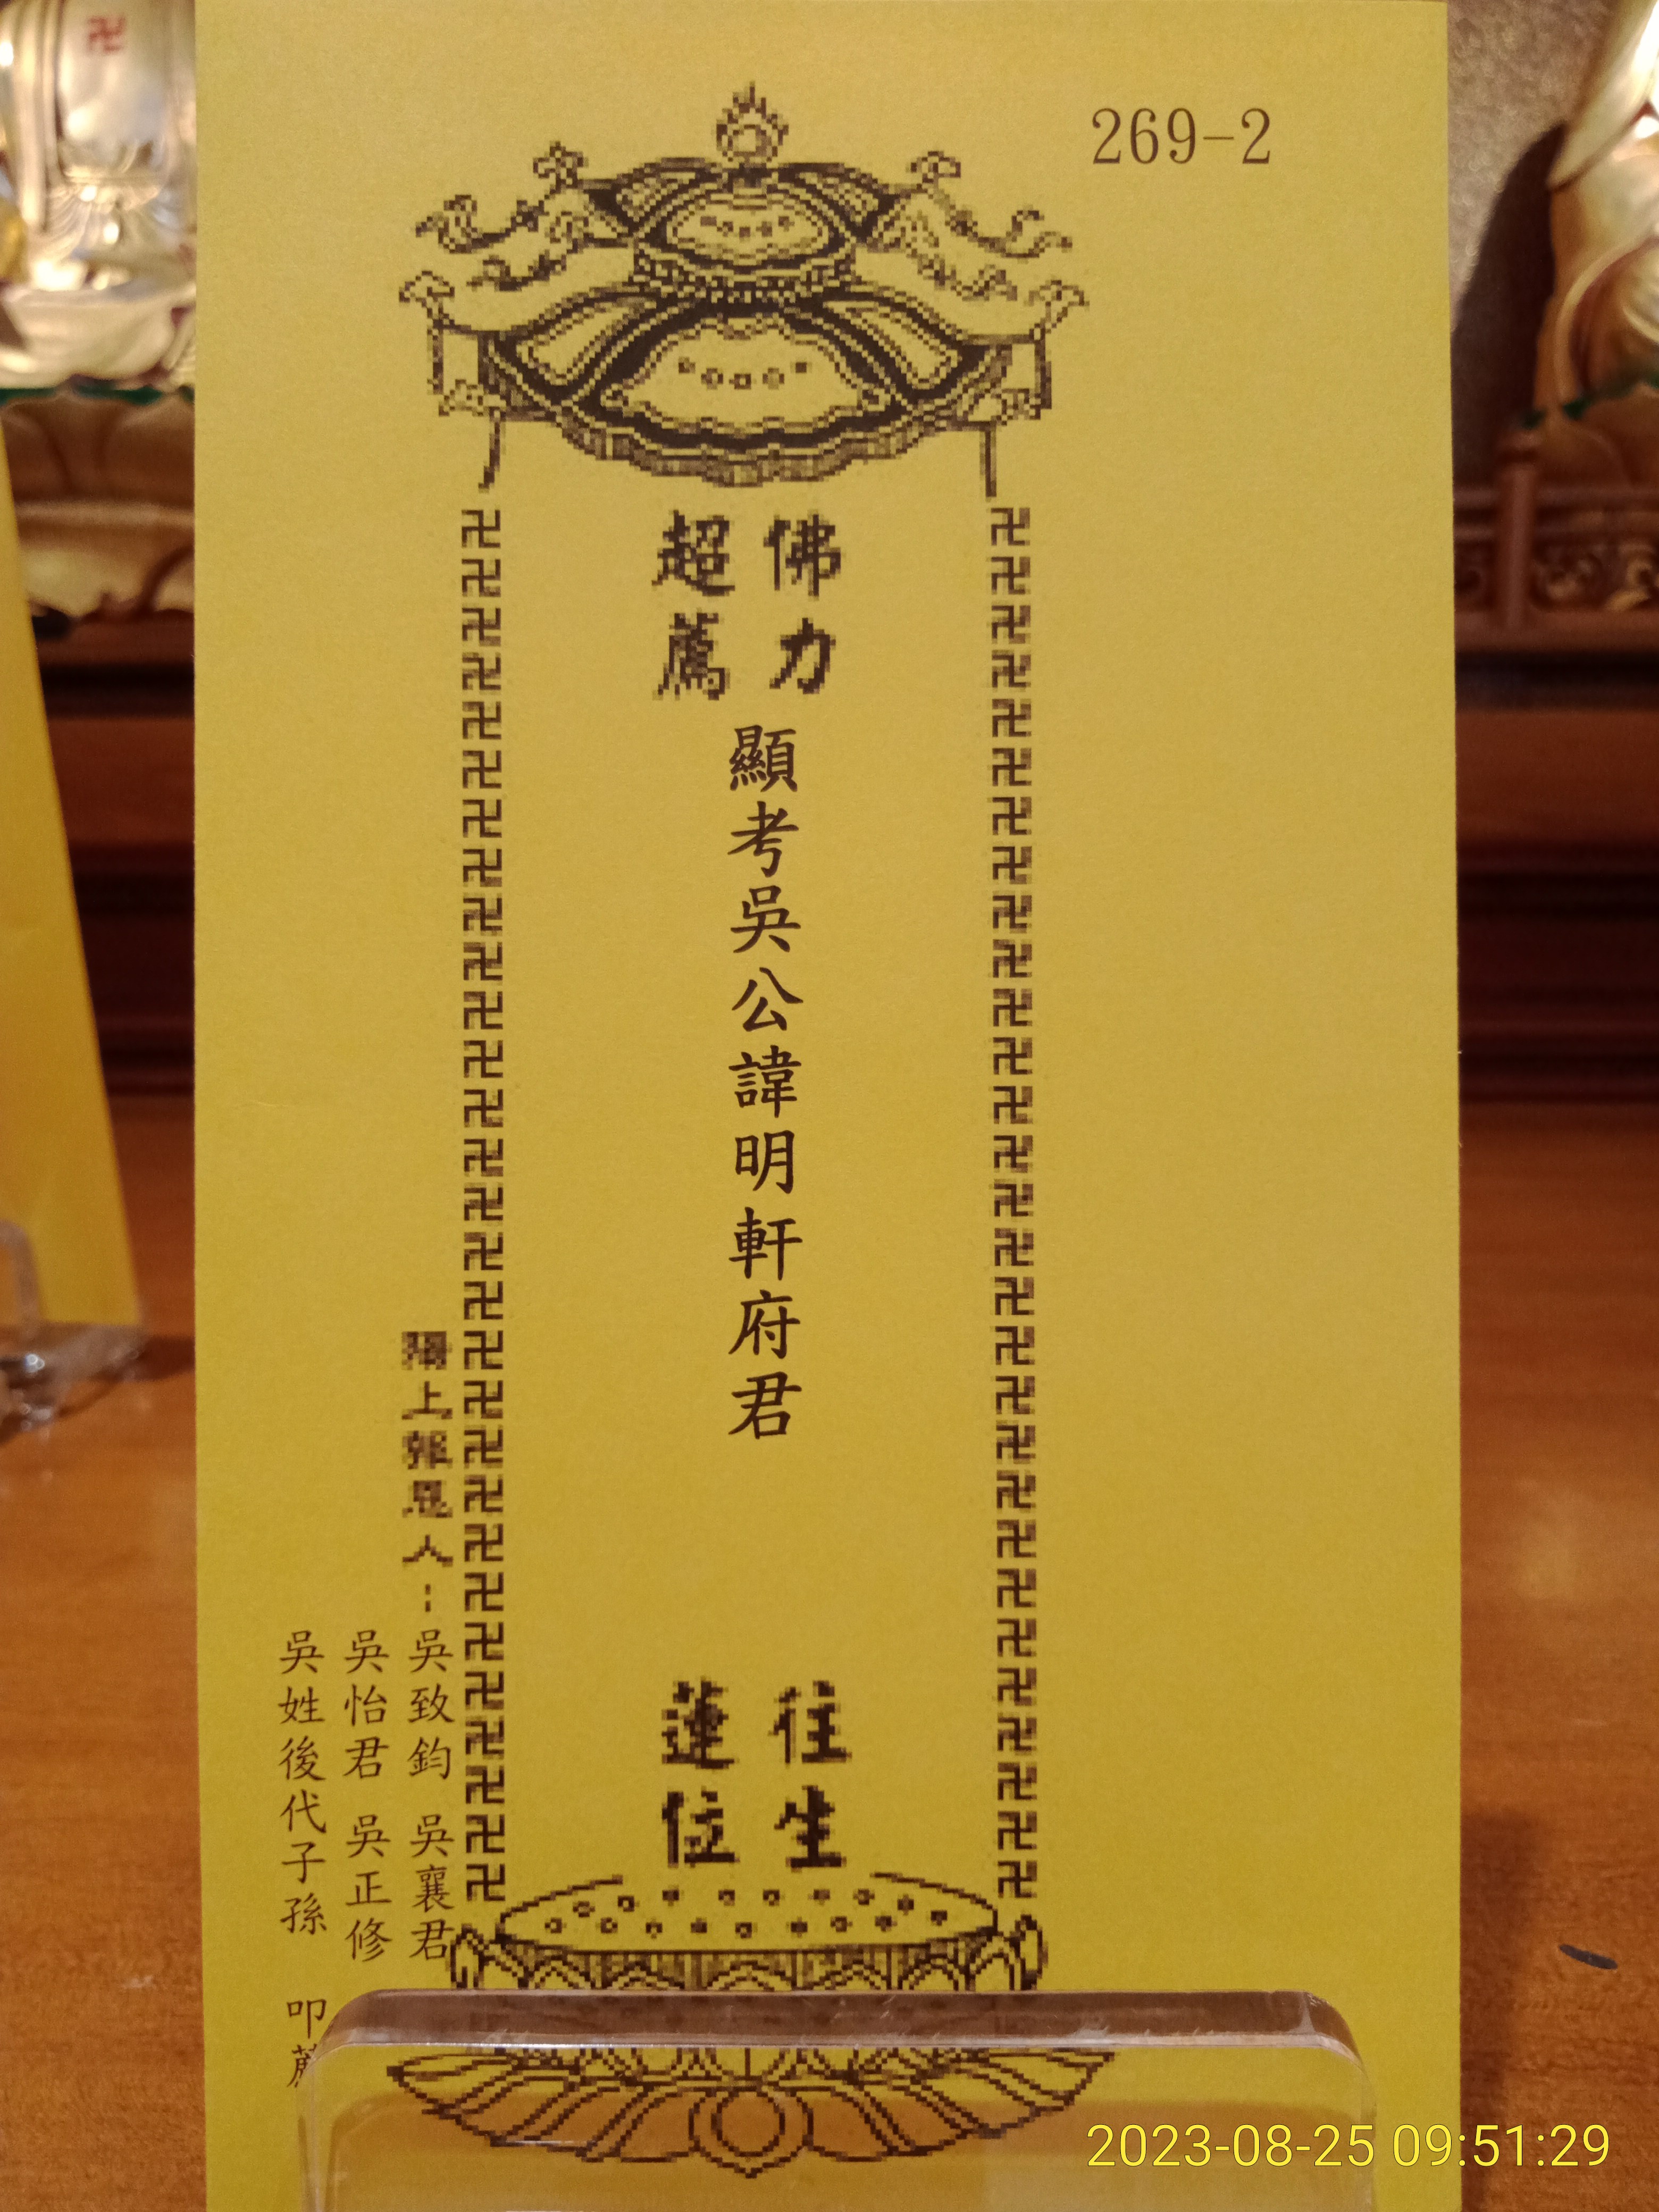 269-2
佛力
超薦
顯考吳公諱明軒府君
往生
蓮位
陽上報恩人：吳致鈞 吳襄君
吳怡君 吳正修
吳姓後代子孫 叩薦
2023-08-25 09:51:29